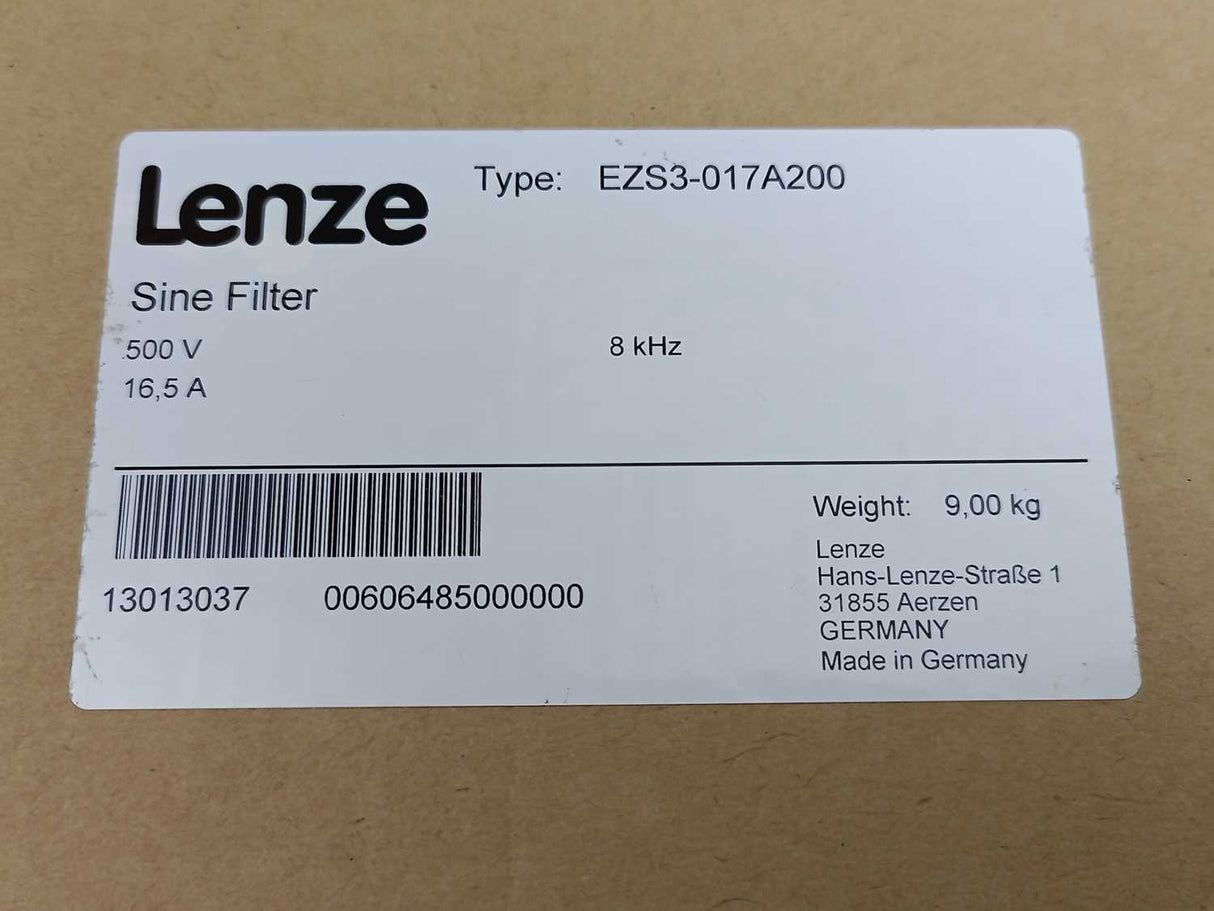 Lenze
Type: EZS3-017A200
Sine Filter
500 V
8 kHz
16,5 A
Weight: 9,00 kg
Lenze
Hans-Lenze-Straße 1
31855 Aerzen
GERMANY
Made in Germany
13013037 00606485000000